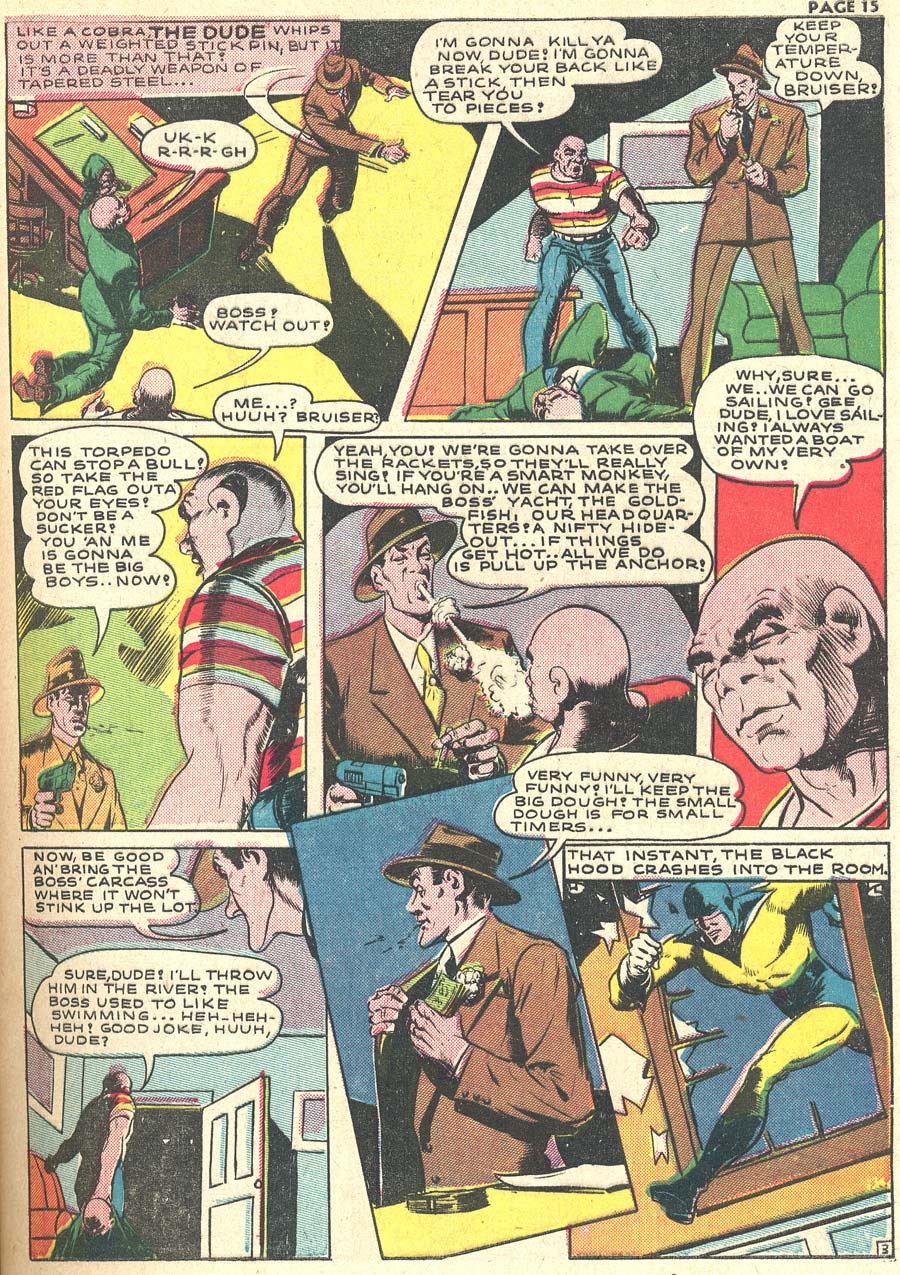 PAGE 15
LIKE A COBRA THE DUDE WHIPS
OUT A WEIGHTED STICK PIN, BUT IT
IS MORE THAN THAT!
IT'S A DEADLY WEAPON OF
TAPERED STEEL...
UK-K
R-R-R-GH
BOSS!
WATCH OUT!
I'M GONNA KILL YA
NOW, DUDE! I'M GONNA
BREAK YOUR BACK LIKE
A STICK, THEN
TEAR YOU
TO PIECES!
KEEP
YOUR
TEMPER-
ATURE
DOWN,
BRUISER!
ME...?
HUUH? BRUISER?
THIS TORPEDO
CAN STOP A BULL!
SO TAKE THE
RED FLAG OUTA
YOUR EYES!
DON'T BE A
SUCKER!
YOU 'AN ME
IS GONNA
BE THE BIG
BOYS..NOW!
YEAH, YOU! WE'RE GONNA TAKE OVER
THE RACKETS, SO THEY'LL REALLY
SING! IF YOU'RE A SMART MONKEY,
YOU'LL HANG ON.. WE CAN MAKE THE
BOSS' YACHT, THE GOLD-
FISH, OUR HEADQUAR-
TERS! A NIFTY HIDE-
OUT... IF THINGS
GET HOT.. ALL WE DO
IS PULL UP THE ANCHOR!
WHY, SURE...
WE..WE CAN GO
SAILING! GEE
DUDE, I LOVE SAIL-
ING! I ALWAYS
WANTED A BOAT
OF MY VERY
OWN!
NOW, BE GOOD
AN' BRING THE
BOSS' CARCASS
WHERE IT WON'T
STINK UP THE LOT
SURE, DUDE! I'LL THROW
HIM IN THE RIVER! THE
BOSS USED TO LIKE
SWIMMING... HEH-HEH-
HEH! GOOD JOKE, HUUH,
DUDE?
VERY FUNNY, VERY
FUNNY! I'LL KEEP THE
BIG DOUGH! THE SMALL
DOUGH IS FOR SMALL
TIMERS...
THAT INSTANT, THE BLACK
HOOD CRASHES INTO THE ROOM.
3